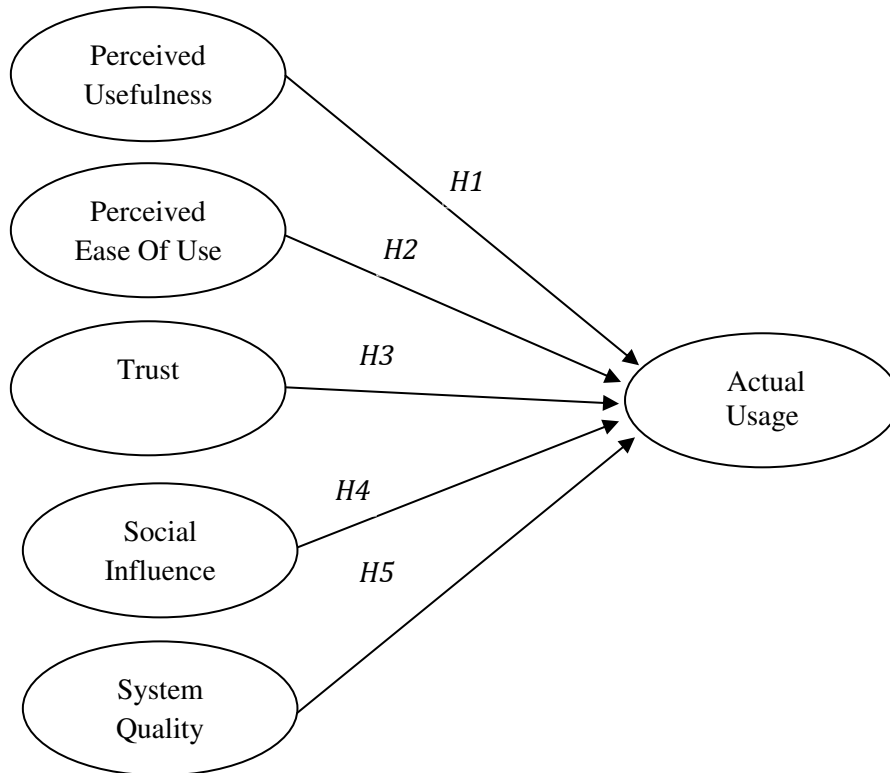 Perceived
Usefulness
H1
Perceived
Ease Of Use
H2
Trust
H3
Actual
Usage
Social
Influence
H4
H5
System
Quality